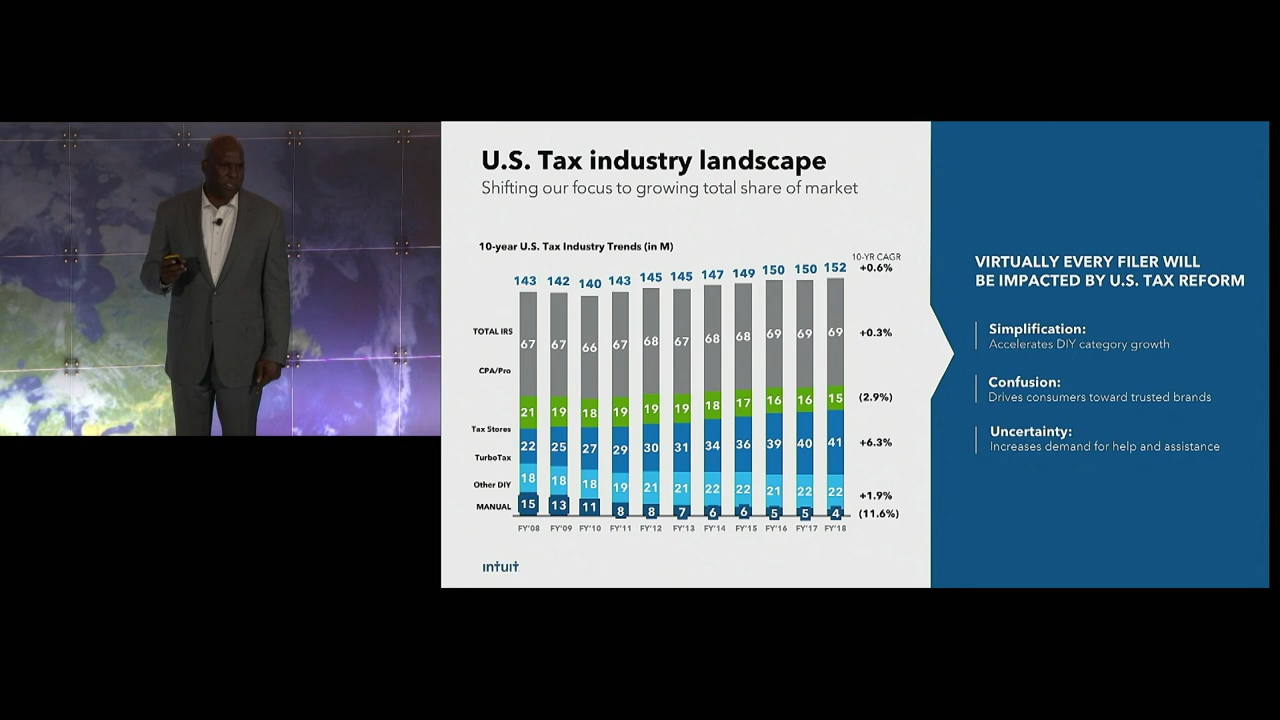 U.S. Tax industry landscape
Shifting our focus to growing total share of market
10-year U.S. Tax Industry Trends (in M)
10-YR CAGR
143 142 140 143 145 145 147 149 150 150 152 +0.6%
TOTAL IRS
67 67 66 67 68 67 68 68 69 69 69 +0.3%
CPA/Pro
21 19 18 19 19 19 18 17 16 16 15 (2.9%)
Tax Stores
22 25 27 29 30 31 34 36 39 40 41 +6.3%
TurboTax
18 18 18 19 21 21 22 22 21 22 22 +1.9%
Other DIY
15 13 11 8 8 7 6 6 5 5 4 (11.6%)
MANUAL
FY'08 FY'09 FY'10 FY'11 FY'12 FY'13 FY'14 FY'15 FY'16 FY'17 FY'18
intuit
VIRTUALLY EVERY FILER WILL
BE IMPACTED BY U.S. TAX REFORM
Simplification:
Accelerates DIY category growth
Confusion:
Drives consumers toward trusted brands
Uncertainty:
Increases demand for help and assistance